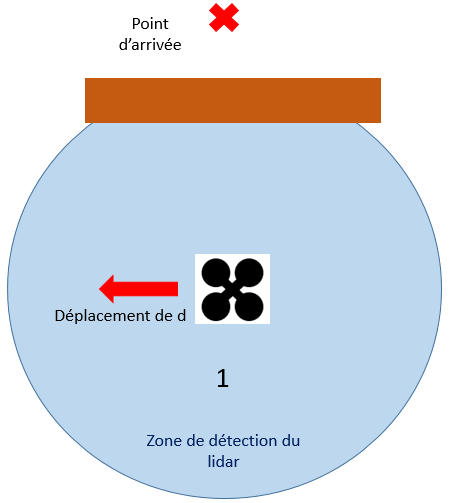 Point
d’arrivée
Déplacement de d
1
Zone de détection du
lidar